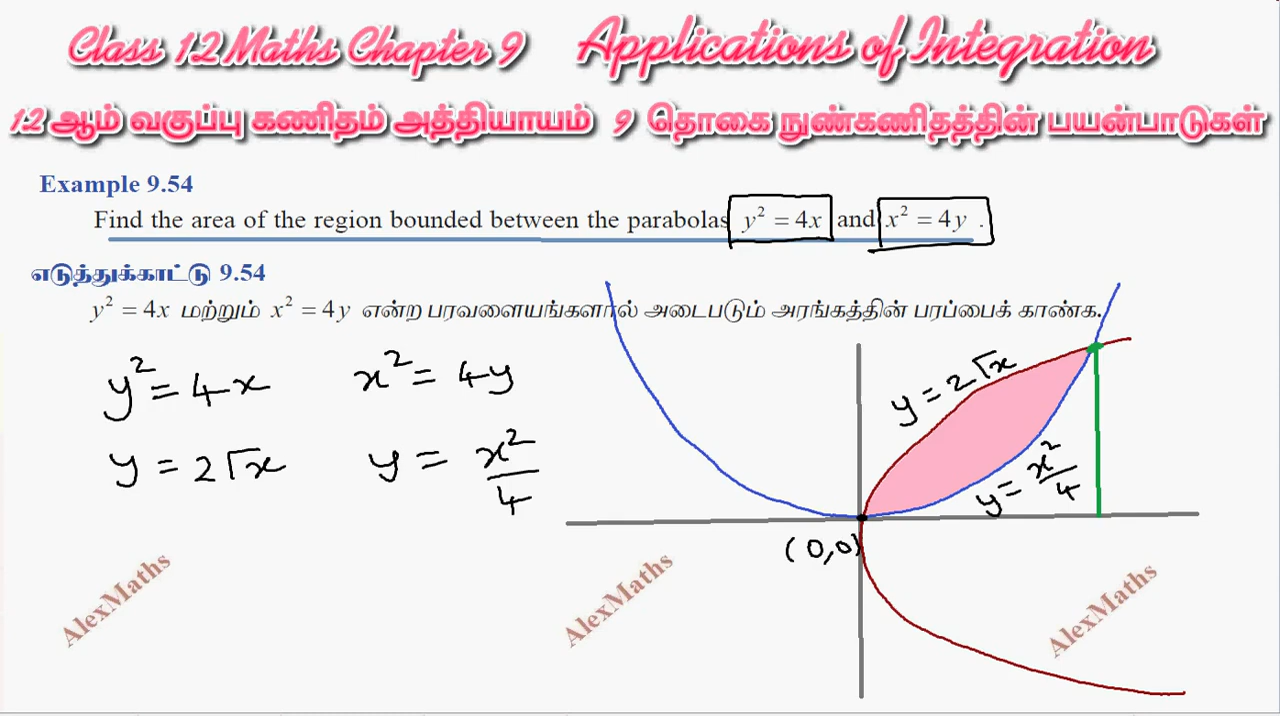 Class 12 Maths Chapter 9 Applications of Integration
12 ஆம் வகுப்பு கணிதம் அத்தியாயம் 9 தொகை நுண்கணிதத்தின் பயன்பாடுகள்
Example 9.54
Find the area of the region bounded between the parabolas y² = 4x and x² = 4y .
எடுத்துக்காட்டு 9.54
y² = 4x மற்றும் x² = 4y என்ற பரவளையங்களால் அடைபடும் அரங்கத்தின் பரப்பைக் காண்க.
y² = 4x x² = 4y
y = 2√x y = x²/4
y = 2√x
y = x²/4
(0,0)
AlexMaths
AlexMaths
AlexMaths